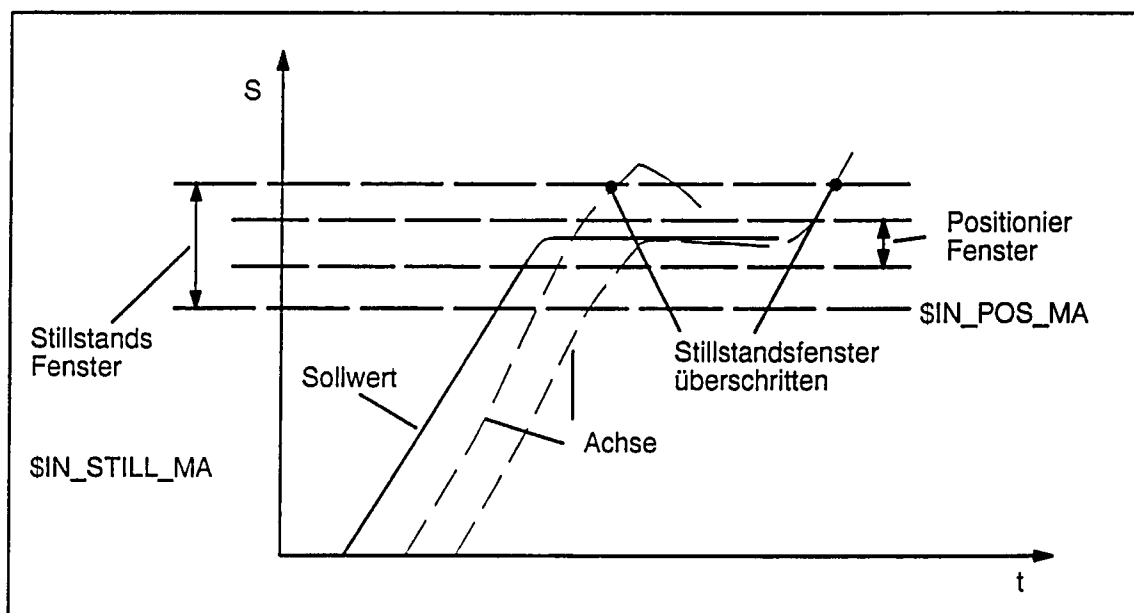 S
Positionier
Fenster
$IN_POS_MA
Stillstands
Fenster
Stillstandsfenster
überschritten
Sollwert
Achse
$IN_STILL_MA
t